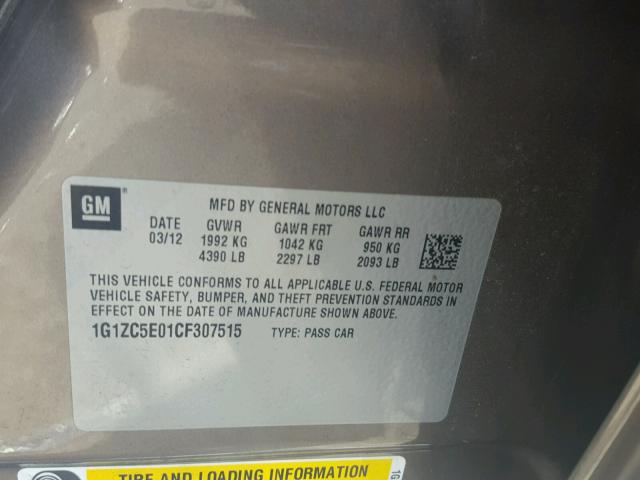 GM ®
MFD BY GENERAL MOTORS LLC
DATE GVWR GAWR FRT GAWR RR
03/12 1992 KG 1042 KG 950 KG
4390 LB 2297 LB 2093 LB
THIS VEHICLE CONFORMS TO ALL APPLICABLE U.S. FEDERAL MOTOR
VEHICLE SAFETY, BUMPER, AND THEFT PREVENTION STANDARDS IN
EFFECT ON THE DATE OF MANUFACTURE SHOWN ABOVE.
1G1ZC5E01CF307515 TYPE: PASS CAR
TIRE AND LOADING INFORMATION